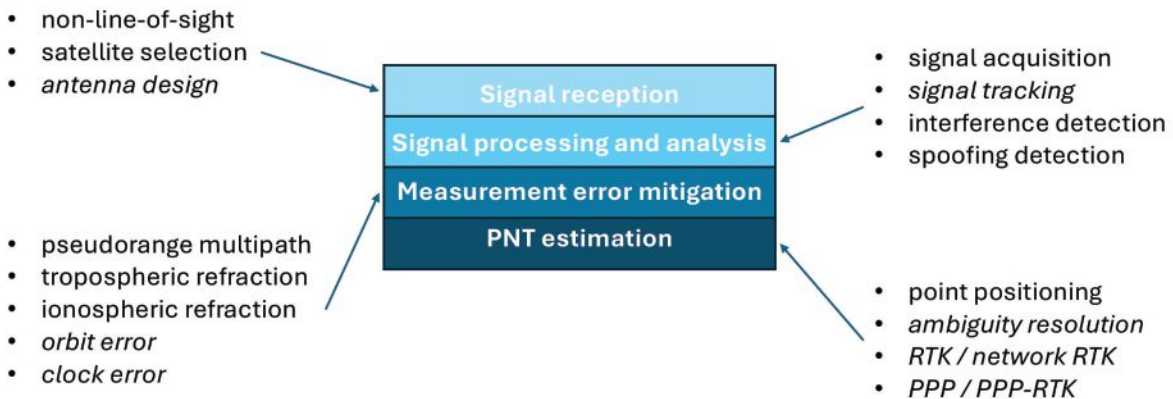 • non-line-of-sight
• satellite selection
• antenna design
Signal reception
Signal processing and analysis
Measurement error mitigation
PNT estimation
• signal acquisition
• signal tracking
• interference detection
• spoofing detection
• pseudorange multipath
• tropospheric refraction
• ionospheric refraction
• orbit error
• clock error
• point positioning
• ambiguity resolution
• RTK / network RTK
• PPP / PPP-RTK